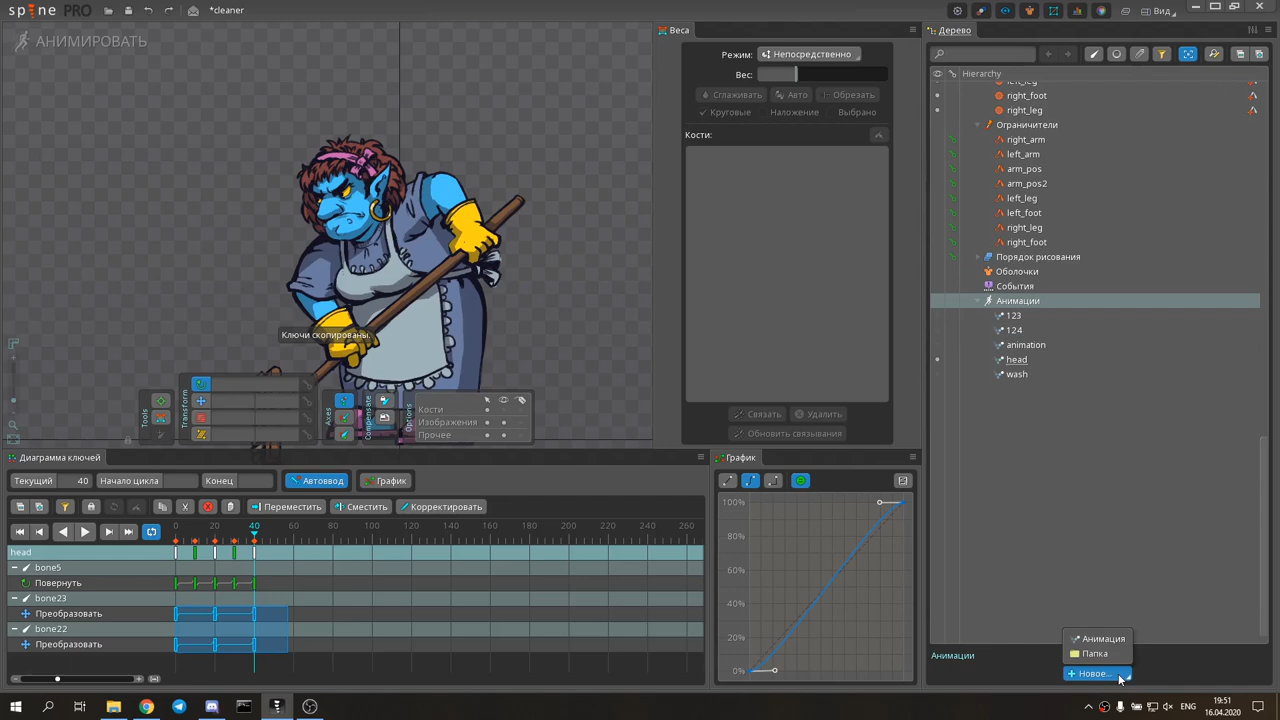 spine PRO
*cleaner
Вид
АНИМИРОВАТЬ
Веса
Режим:
Непосредственно
Вес:
Сглаживать
Авто
Обрезать
Круговые
Наложение
Выбрано
Кости:
Связать
Удалить
Обновить связывания
Дерево
Hierarchy
left_leg
right_foot
right_leg
Ограничители
right_arm
left_arm
arm_pos
arm_pos2
left_leg
left_foot
right_leg
right_foot
Порядок рисования
Оболочки
События
Анимации
123
124
animation
head
wash
Анимации
Анимация
Папка
Новое...
Ключи скопированы.
Tools
Transform
Axes
Compensate
Options
Кости
Изображения
Прочее
Диаграмма ключей
Текущий 40 Начало цикла Конец
Автоввод
График
Переместить
Сместить
Корректировать
0 20 40 60 80 100 120 140 160 180 200 220 240 260
head
bone5
Повернуть
bone23
Преобразовать
bone22
Преобразовать
График
100%
80%
60%
40%
20%
0%
ENG
19:51
16.04.2020